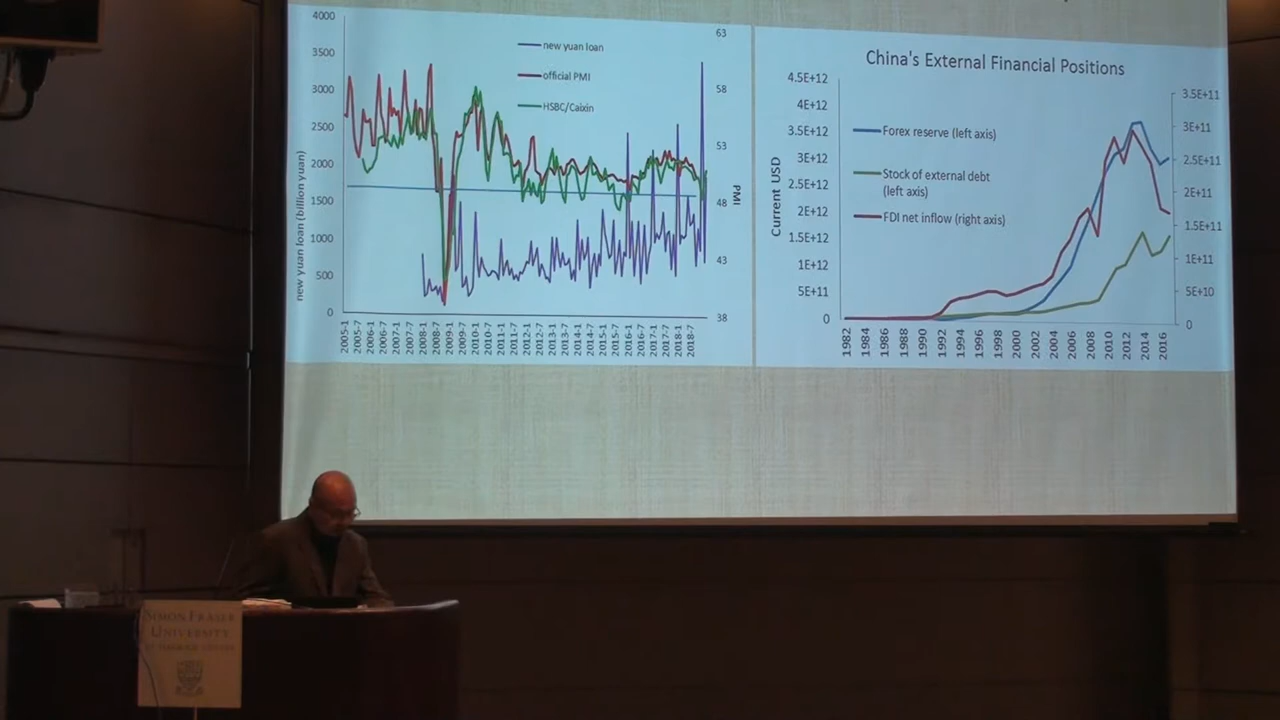 4000
3500
3000
2500
2000
1500
1000
500
0
new yuan loan (billion yuan)
new yuan loan
official PMI
HSBC/Caixin
63
58
53
48
43
38
PMI
2005-1
2005-7
2006-1
2006-7
2007-1
2007-7
2008-1
2008-7
2009-1
2009-7
2010-1
2010-7
2011-1
2011-7
2012-1
2012-7
2013-1
2013-7
2014-1
2014-7
2015-1
2015-7
2016-1
2016-7
2017-1
2017-7
2018-1
2018-7
China's External Financial Positions
4.5E+12
4E+12
3.5E+12
3E+12
2.5E+12
2E+12
1.5E+12
1E+12
5E+11
0
Current USD
Forex reserve (left axis)
Stock of external debt
(left axis)
FDI net inflow (right axis)
3.5E+11
3E+11
2.5E+11
2E+11
1.5E+11
1E+11
5E+10
0
1982
1984
1986
1988
1990
1992
1994
1996
1998
2000
2002
2004
2006
2008
2010
2012
2014
2016
SIMON FRASER
UNIVERSITY